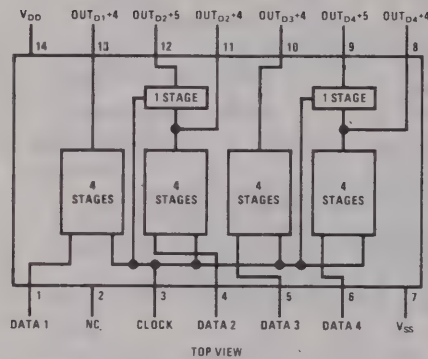 VDD OUTD1+4 OUTD2+5 OUTD2+4 OUTD3+4 OUTD4+5 OUTD4+4
14 13 12 11 10 9 8
1 STAGE 1 STAGE
4 4 4 4
STAGES STAGES STAGES STAGES
1 2 3 4 5 6 7
DATA 1 NC CLOCK DATA 2 DATA 3 DATA 4 VSS
TOP VIEW